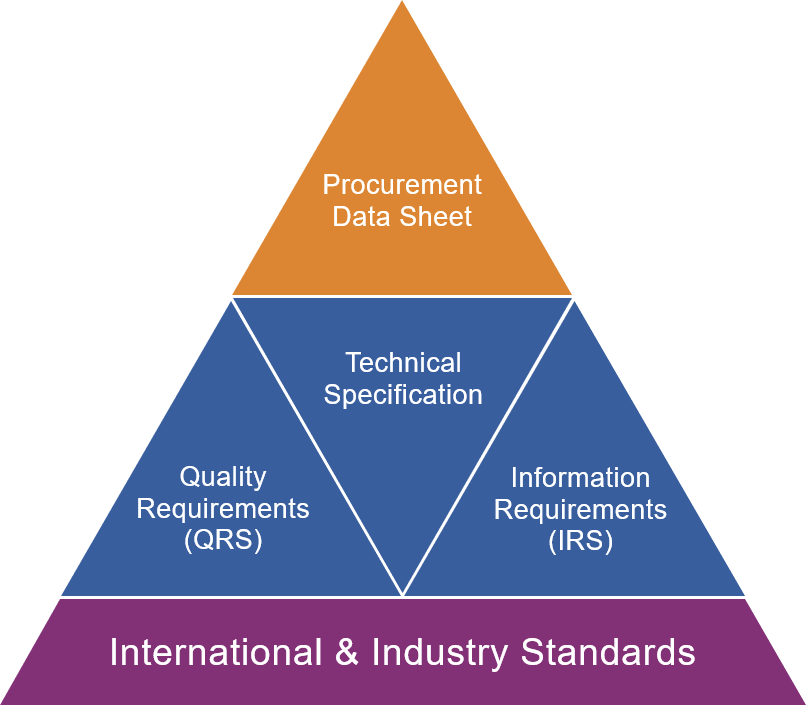 Procurement
Data Sheet
Technical
Specification
Quality
Requirements
(QRS)
Information
Requirements
(IRS)
International & Industry Standards